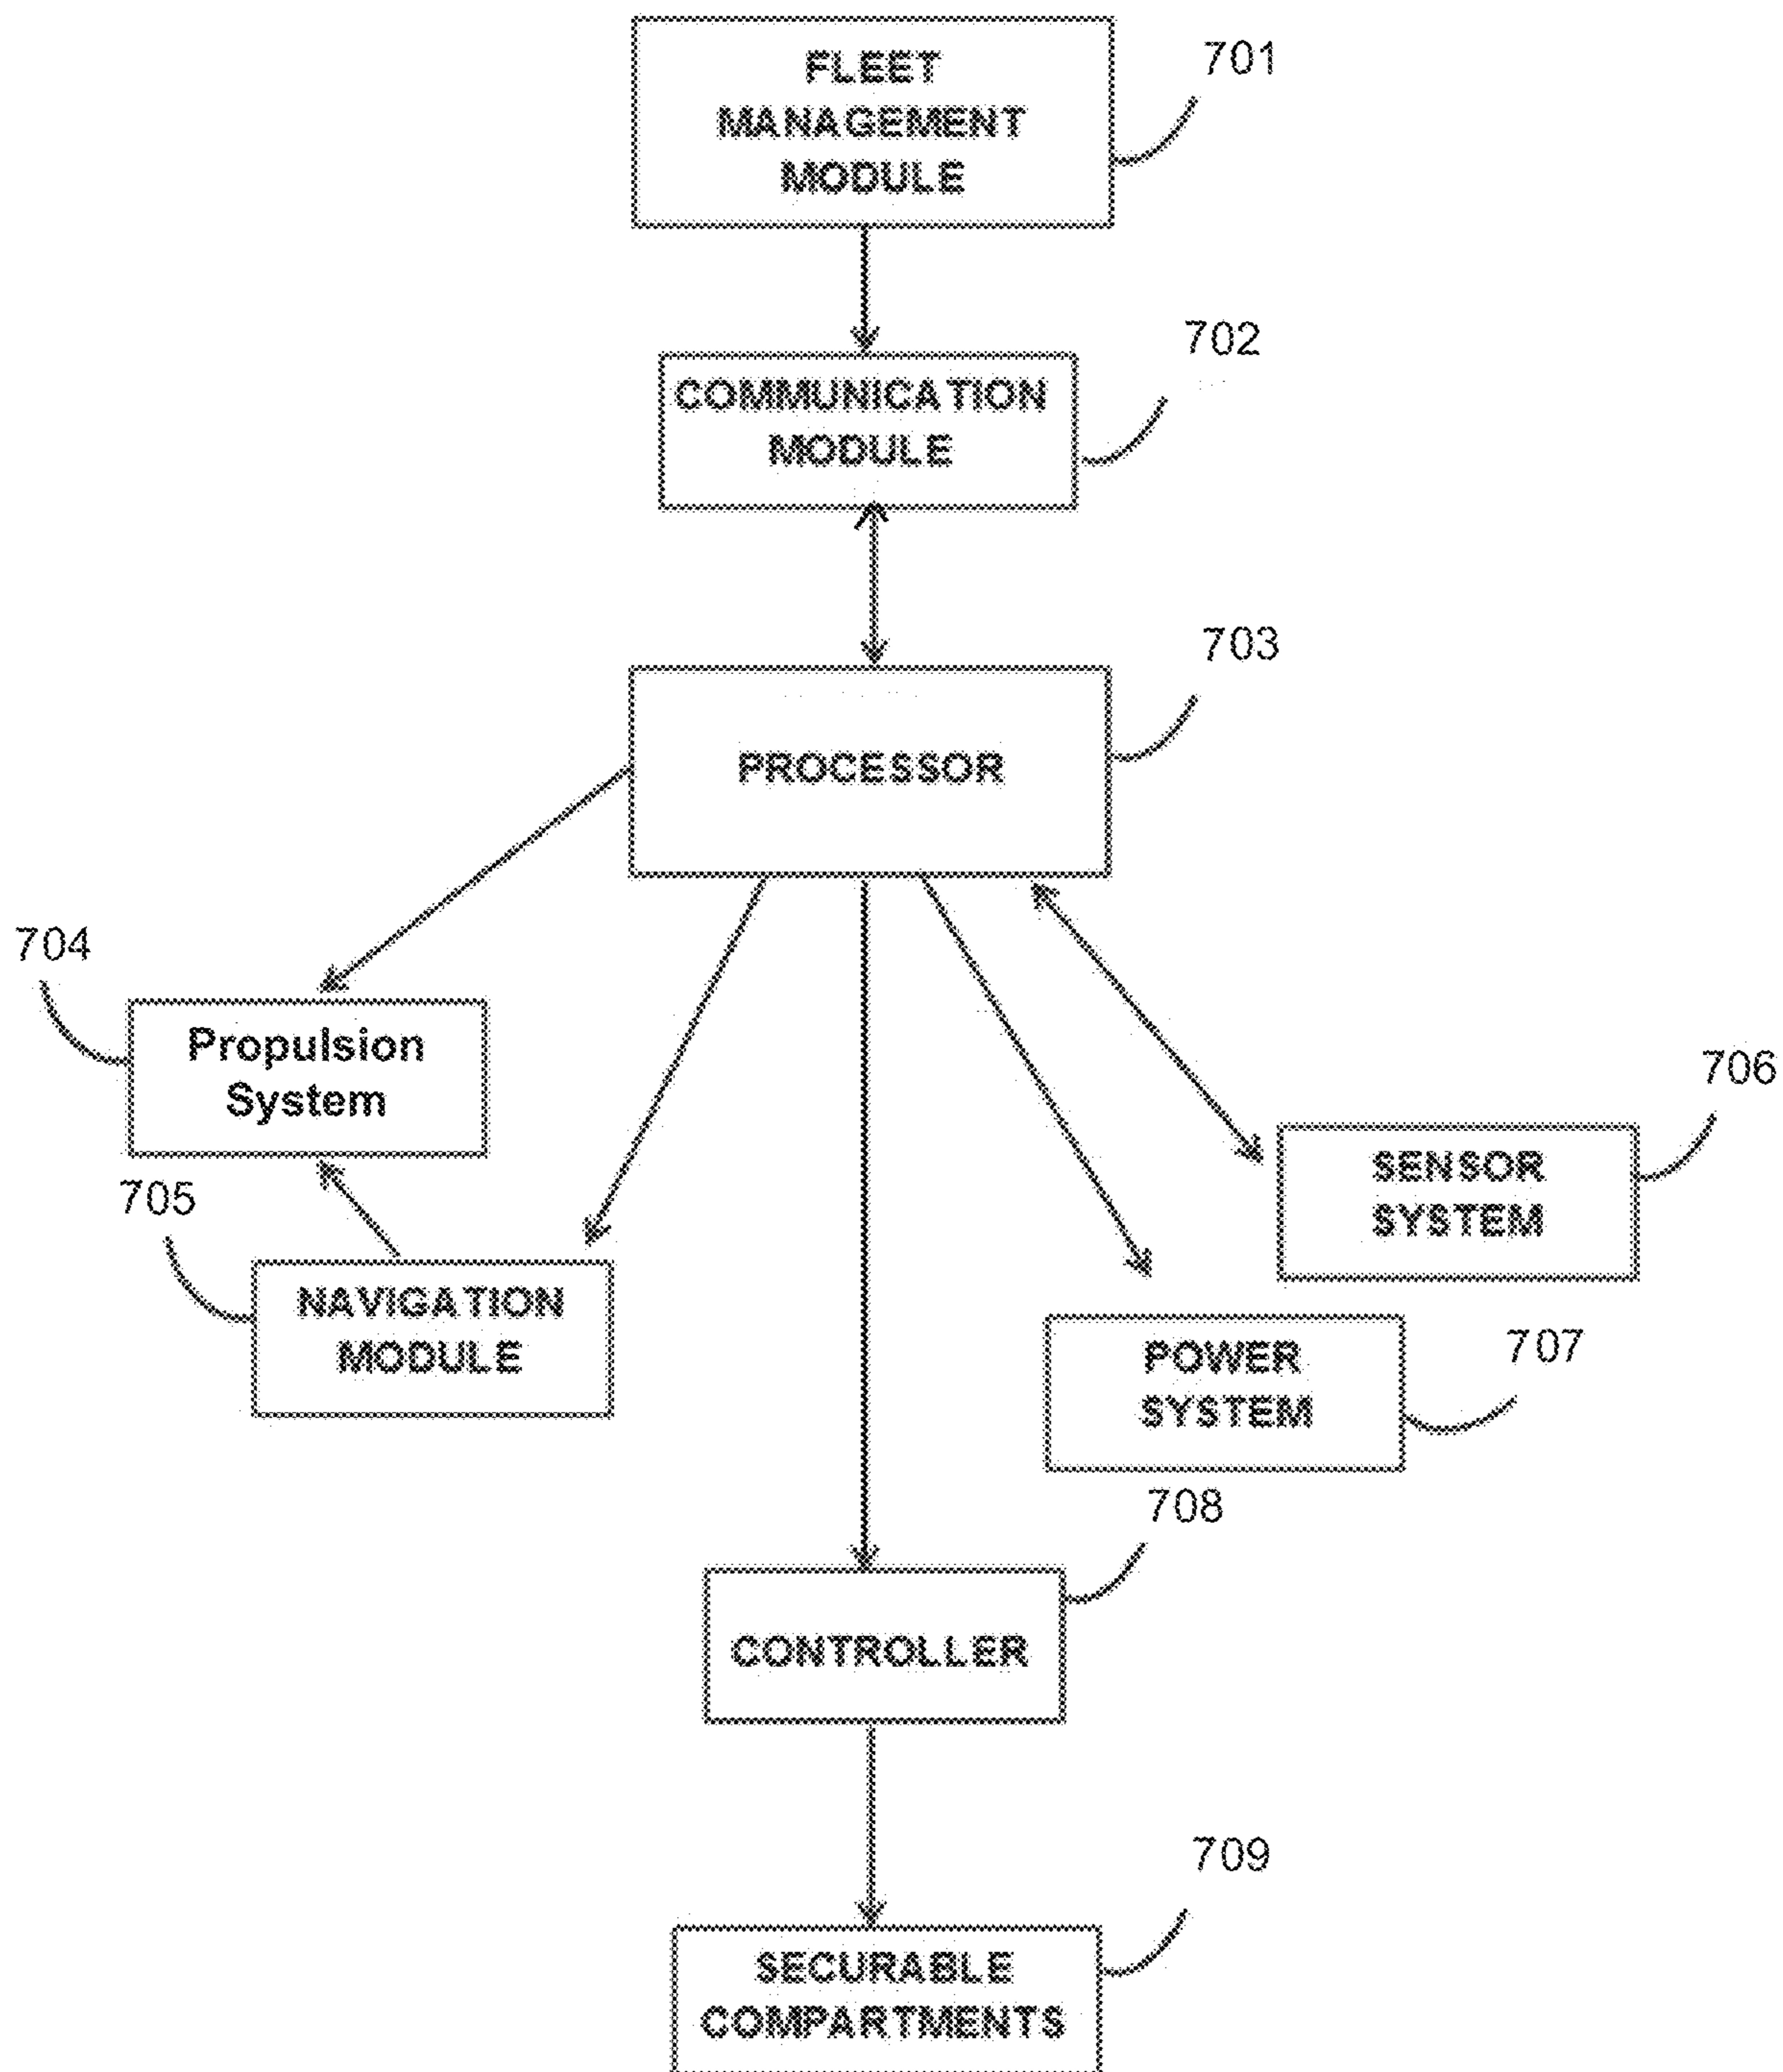 FLEET
MANAGEMENT
MODULE
701
COMMUNICATION
MODULE
702
PROCESSOR
703
704
Propulsion
System
705
NAVIGATION
MODULE
706
SENSOR
SYSTEM
POWER
SYSTEM
707
708
CONTROLLER
709
SECURABLE
COMPARTMENTS